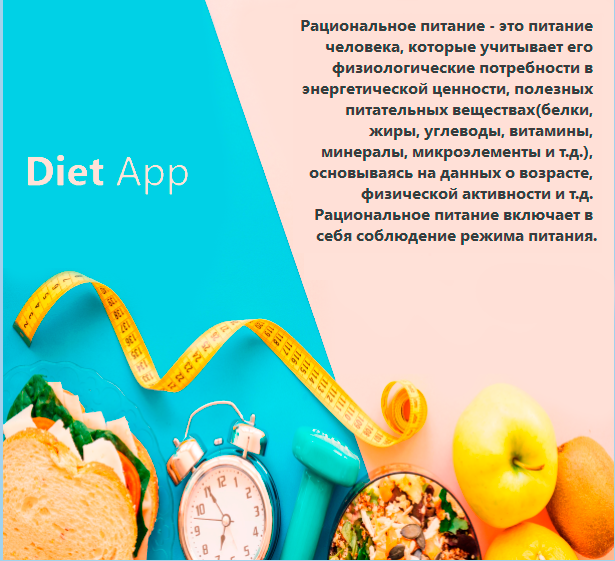 Рациональное питание - это питание
человека, которые учитывает его
физиологические потребности в
энергетической ценности, полезных
питательных веществах(белки,
жиры, углеводы, витамины,
минералы, микроэлементы и т.д.),
основываясь на данных о возрасте,
физической активности и т.д.
Рациональное питание включает в
себя соблюдение режима питания.
Diet App